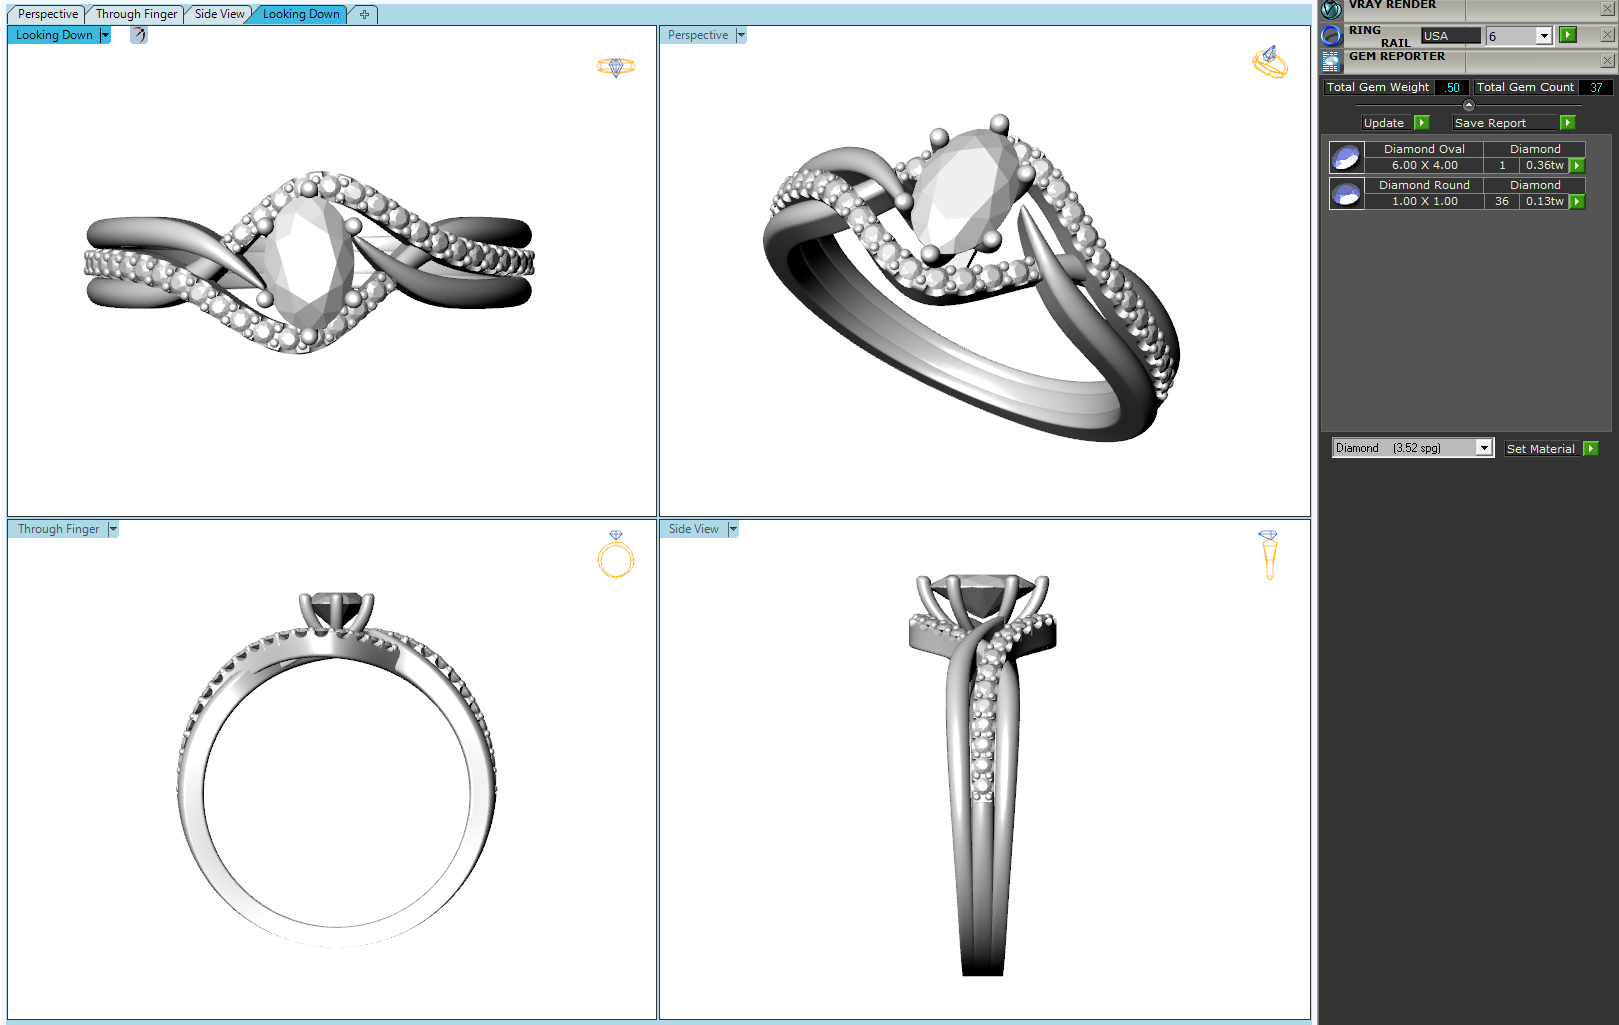 Perspective Through Finger Side View Looking Down
Looking Down
Perspective
Through Finger
Side View
VRAY RENDER
RING RAIL USA 6
GEM REPORTER
Total Gem Weight .50 Total Gem Count 37
Update Save Report
Diamond Oval Diamond
6.00 X 4.00 1 0.36tw
Diamond Round Diamond
1.00 X 1.00 36 0.13tw
Diamond (3.52 spg) Set Material